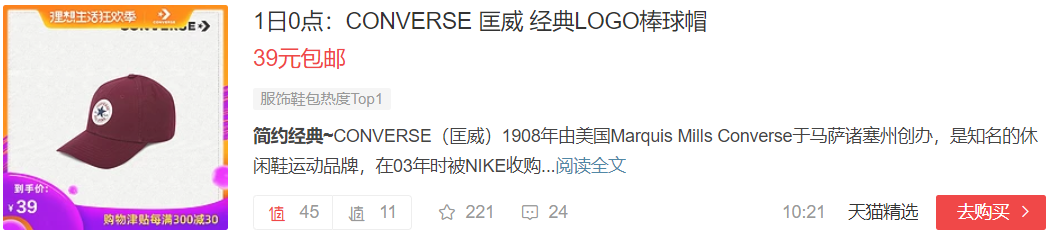 理想生活狂欢季
CONVERSE
1日0点：CONVERSE 匡威 经典LOGO棒球帽
39元包邮
服饰鞋包热度Top1
简约经典~CONVERSE（匡威）1908年由美国Marquis Mills Converse于马萨诸塞州创办，是知名的休
闲鞋运动品牌，在03年时被NIKE收购...阅读全文
到手价：
¥39
购物津贴每满300减30
值 45 值 11 221 24 10:21 天猫精选 去购买